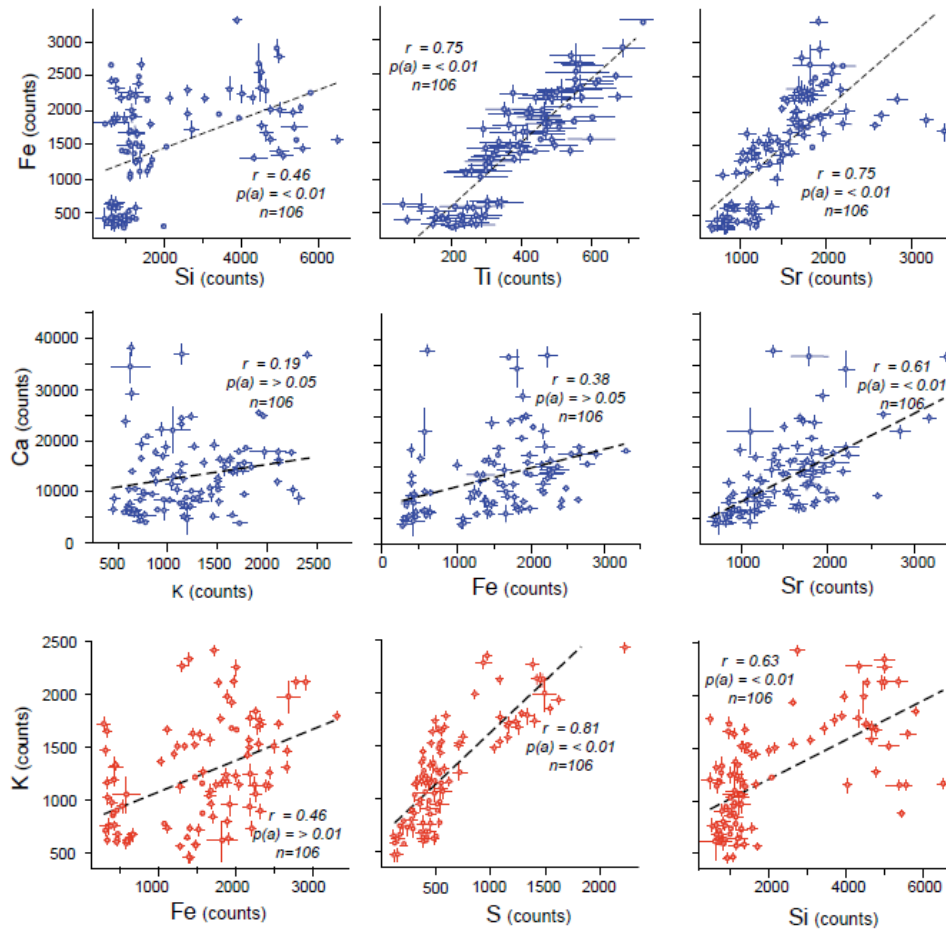 3000
2500
2000
1500
1000
500
Fe (counts)
r = 0.46
p(a) = < 0.01
n=106
2000 4000 6000
Si (counts)
r = 0.75
p(a) = < 0.01
n=106
200 400 600
Ti (counts)
r = 0.75
p(a) = < 0.01
n=106
1000 2000 3000
Sr (counts)
40000
30000
20000
10000
0
Ca (counts)
r = 0.19
p(a) = > 0.05
n=106
500 1000 1500 2000 2500
K (counts)
r = 0.38
p(a) = > 0.05
n=106
0 1000 2000 3000
Fe (counts)
r = 0.61
p(a) = < 0.01
n=106
1000 2000 3000
Sr (counts)
2500
2000
1500
1000
500
K (counts)
r = 0.46
p(a) = > 0.01
n=106
1000 2000 3000
Fe (counts)
r = 0.81
p(a) = < 0.01
n=106
500 1000 1500 2000
S (counts)
r = 0.63
p(a) = < 0.01
n=106
2000 4000 6000
Si (counts)